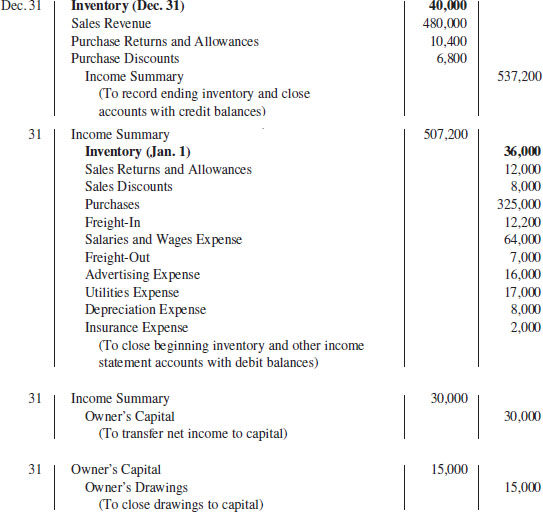 Dec. 31 Inventory (Dec. 31) 40,000
Sales Revenue 480,000
Purchase Returns and Allowances 10,400
Purchase Discounts 6,800
Income Summary 537,200
(To record ending inventory and close
accounts with credit balances)
31 Income Summary 507,200
Inventory (Jan. 1) 36,000
Sales Returns and Allowances 12,000
Sales Discounts 8,000
Purchases 325,000
Freight-In 12,200
Salaries and Wages Expense 64,000
Freight-Out 7,000
Advertising Expense 16,000
Utilities Expense 17,000
Depreciation Expense 8,000
Insurance Expense 2,000
(To close beginning inventory and other income
statement accounts with debit balances)
31 Income Summary 30,000
Owner's Capital 30,000
(To transfer net income to capital)
31 Owner's Capital 15,000
Owner's Drawings 15,000
(To close drawings to capital)